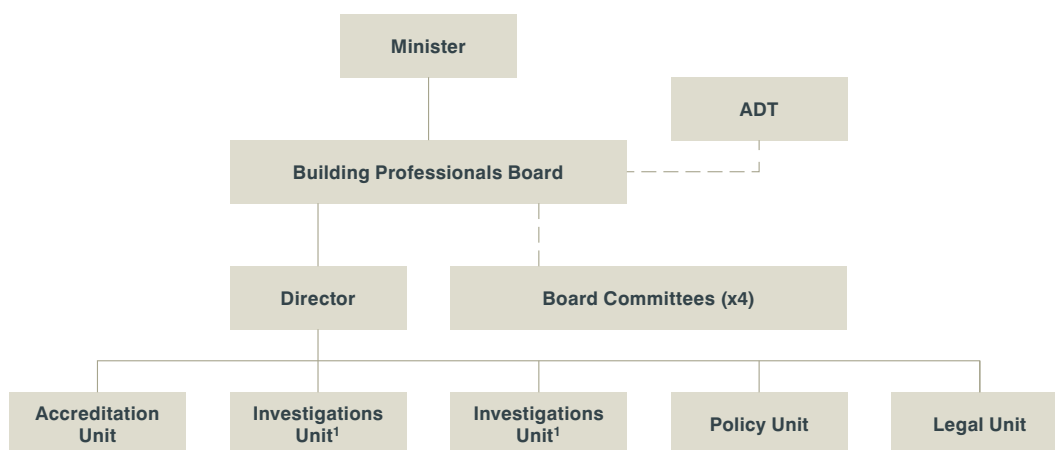 Minister
ADT
Building Professionals Board
Director
Board Committees (x4)
Accreditation
Unit
Investigations
Unit¹
Investigations
Unit¹
Policy Unit
Legal Unit